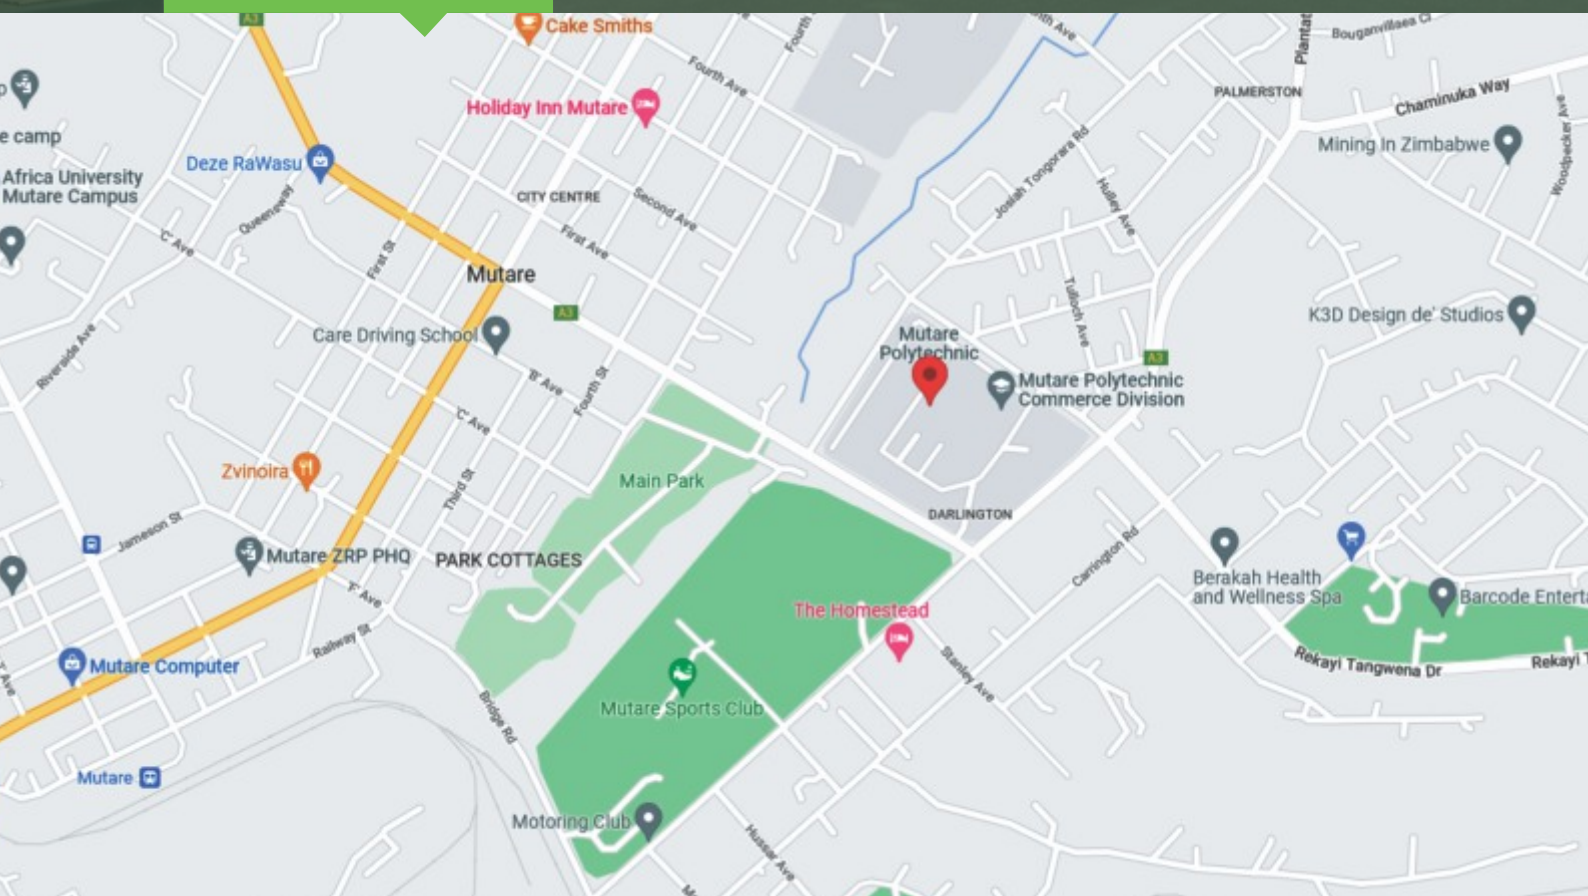 A3
Cake Smiths
Fourth Ave
Bouganvillaea Cl
Holiday Inn Mutare
PALMERSTON
Chaminuka Way
e camp
Deze RaWasu
Mining In Zimbabwe
Woodpecker Ave
Josiah Tongorara Rd
Africa University
Mutare Campus
CITY CENTRE
Second Ave
Hulley Ave
Queensway
'C' Ave
First Ave
First St
Mutare
A3
Tulloch Ave
K3D Design de' Studios
Care Driving School
Mutare
Polytechnic
Riverside Ave
A3
'B' Ave
Fourth St
Mutare Polytechnic
Commerce Division
'C' Ave
Zvinoira
Main Park
Third St
DARLINGTON
Jameson St
Mutare ZRP PHQ
PARK COTTAGES
Carrington Rd
Berakah Health
and Wellness Spa
'F' Ave
The Homestead
Barcode
Railway St
Mutare Computer
Stanley Ave
Rekayi Tangwena Dr
Rekayi
Mutare Sports Club
Bridge Rd
Mutare
Motoring Club
Hussar Ave